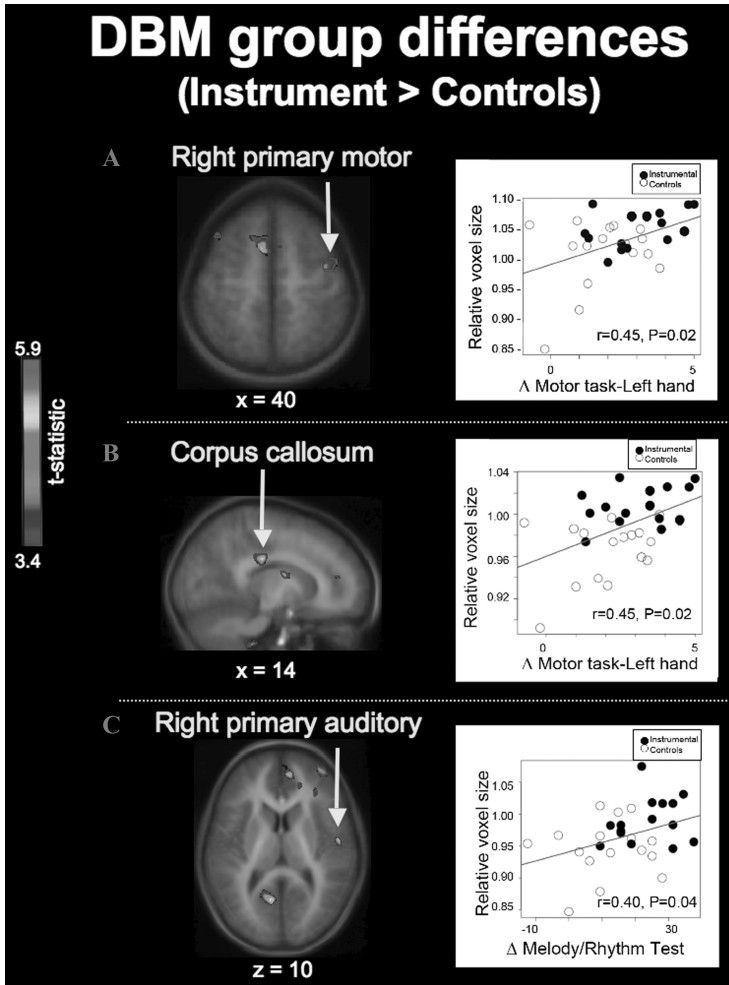 DBM group differences
(Instrument > Controls)
A
Right primary motor
x = 40
Instrumental
Controls
1.10
1.05
1.00
0.95
0.90
0.85
Relative voxel size
r=0.45, P=0.02
0
5
Λ Motor task-Left hand
5.9
t-statistic
3.4
B
Corpus callosum
x = 14
Instrumental
Controls
1.04
1.00
0.96
0.92
Relative voxel size
r=0.45, P=0.02
0
5
Δ Motor task-Left hand
C
Right primary auditory
z = 10
Instrumental
Controls
1.05
1.00
0.95
0.90
0.85
Relative voxel size
r=0.40, P=0.04
-10
30
Δ Melody/Rhythm Test